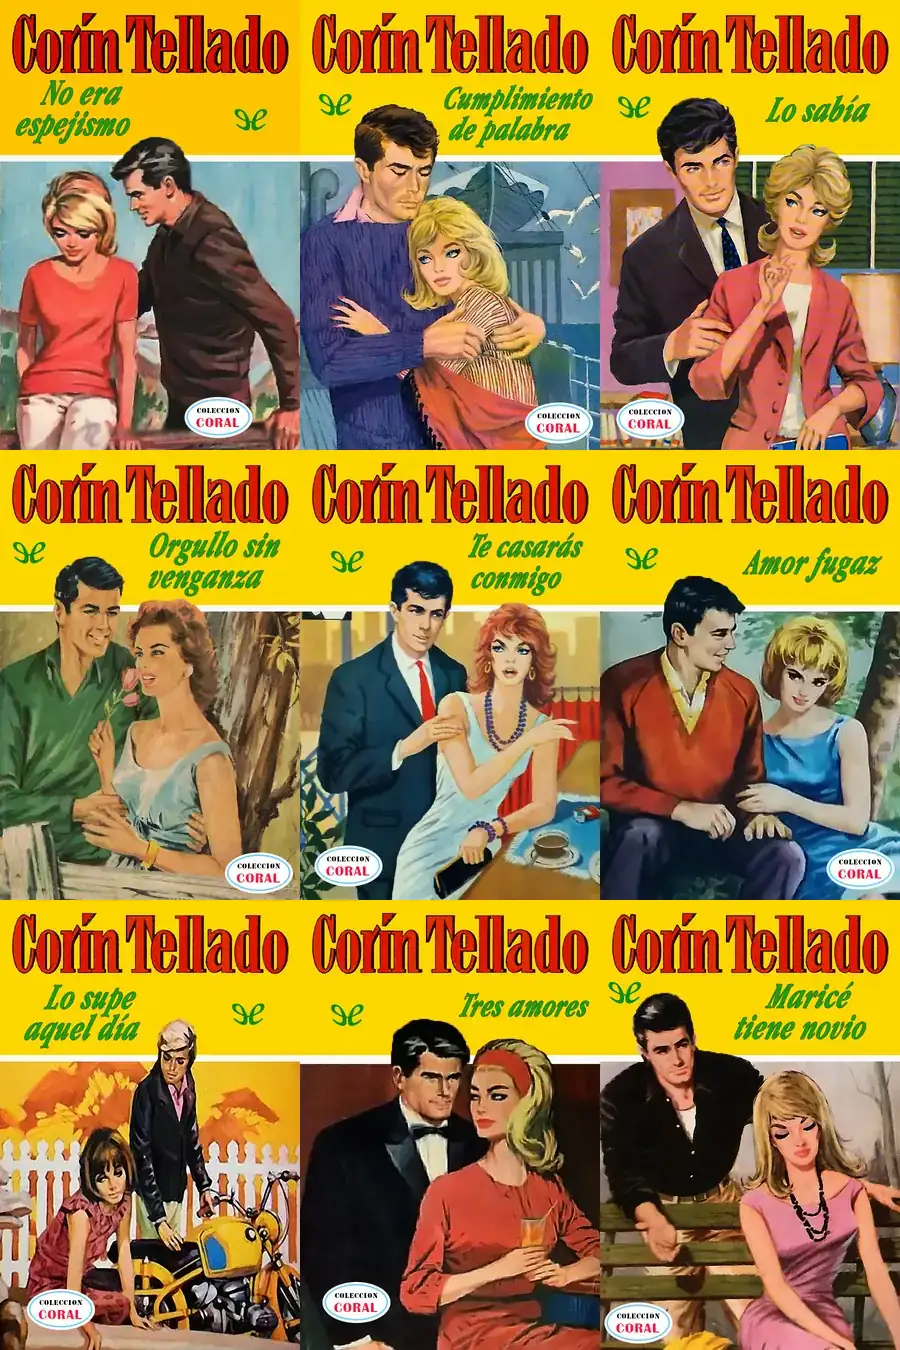 Corín Tellado
No era
espejismo
COLECCION
CORAL
Corín Tellado
Cumplimiento
de palabra
COLECCION
CORAL
Corín Tellado
Lo sabía
COLECCION
CORAL
Corín Tellado
Orgullo sin
venganza
COLECCION
CORAL
Corín Tellado
Te casarás
conmigo
COLECCION
CORAL
Corín Tellado
Amor fugaz
COLECCION
CORAL
Corín Tellado
Lo supe
aquel día
COLECCION
CORAL
Corín Tellado
Tres amores
COLECCION
CORAL
Corín Tellado
Maricé
tiene novio
COLECCION
CORAL